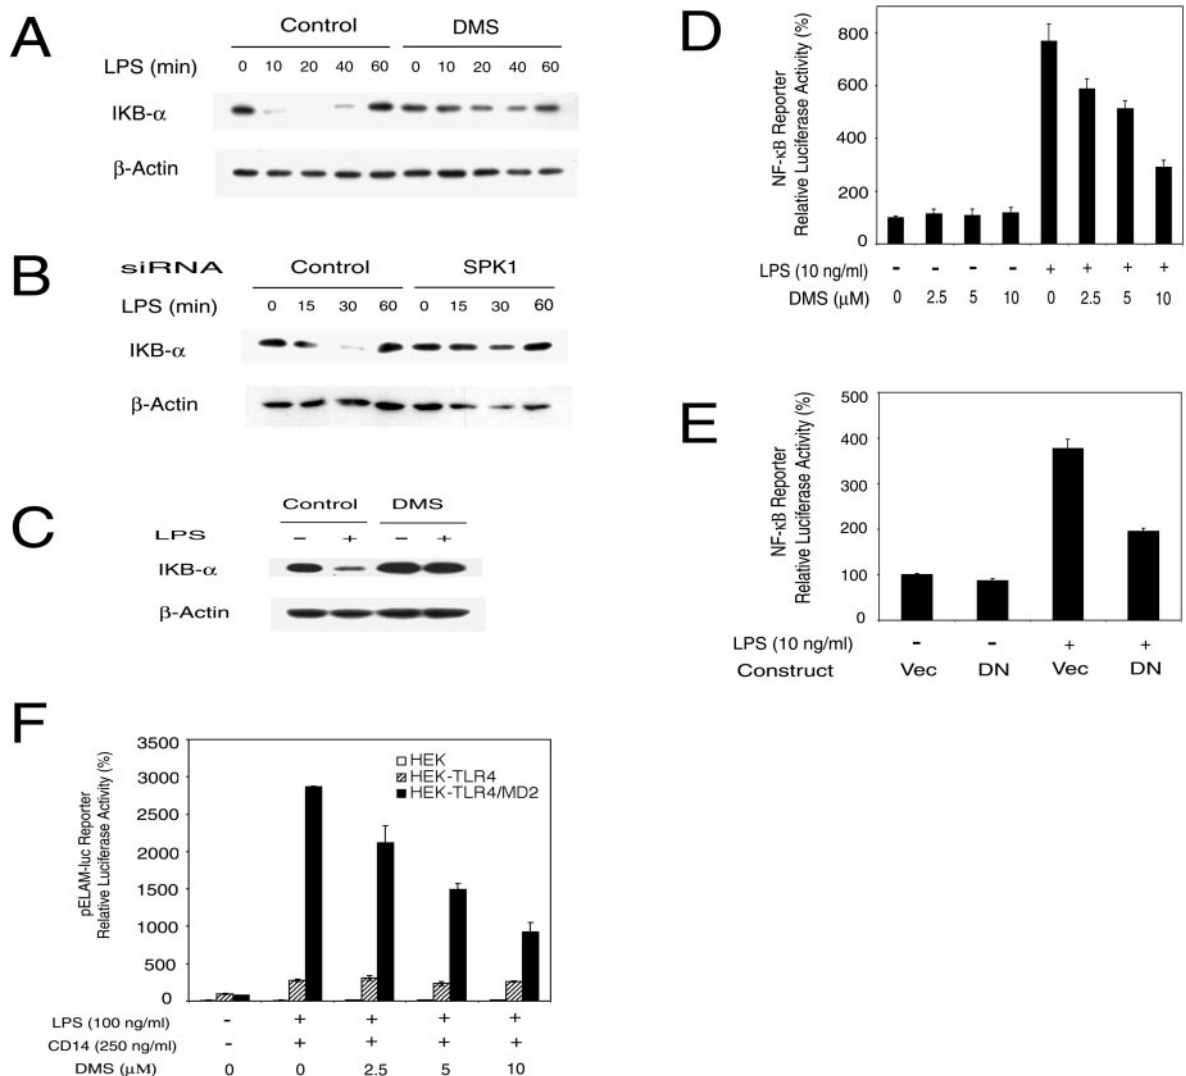 A
Control DMS
LPS (min) 0 10 20 40 60 0 10 20 40 60
IKB-α
β-Actin
B
siRNA Control SPK1
LPS (min) 0 15 30 60 0 15 30 60
IKB-α
β-Actin
C
Control DMS
LPS - + - +
IKB-α
β-Actin
D
NF-κB Reporter
Relative Luciferase Activity (%)
800
600
400
200
0
LPS (10 ng/ml) - - - - + + + +
DMS (μM) 0 2.5 5 10 0 2.5 5 10
E
NF-κB Reporter
Relative Luciferase Activity (%)
500
400
300
200
100
0
LPS (10 ng/ml) - - + +
Construct Vec DN Vec DN
F
pELAM-luc Reporter
Relative Luciferase Activity (%)
3500
3000
2500
2000
1500
1000
500
0
HEK
HEK-TLR4
HEK-TLR4/MD2
LPS (100 ng/ml) - + + + +
CD14 (250 ng/ml) - + + + +
DMS (μM) 0 0 2.5 5 10